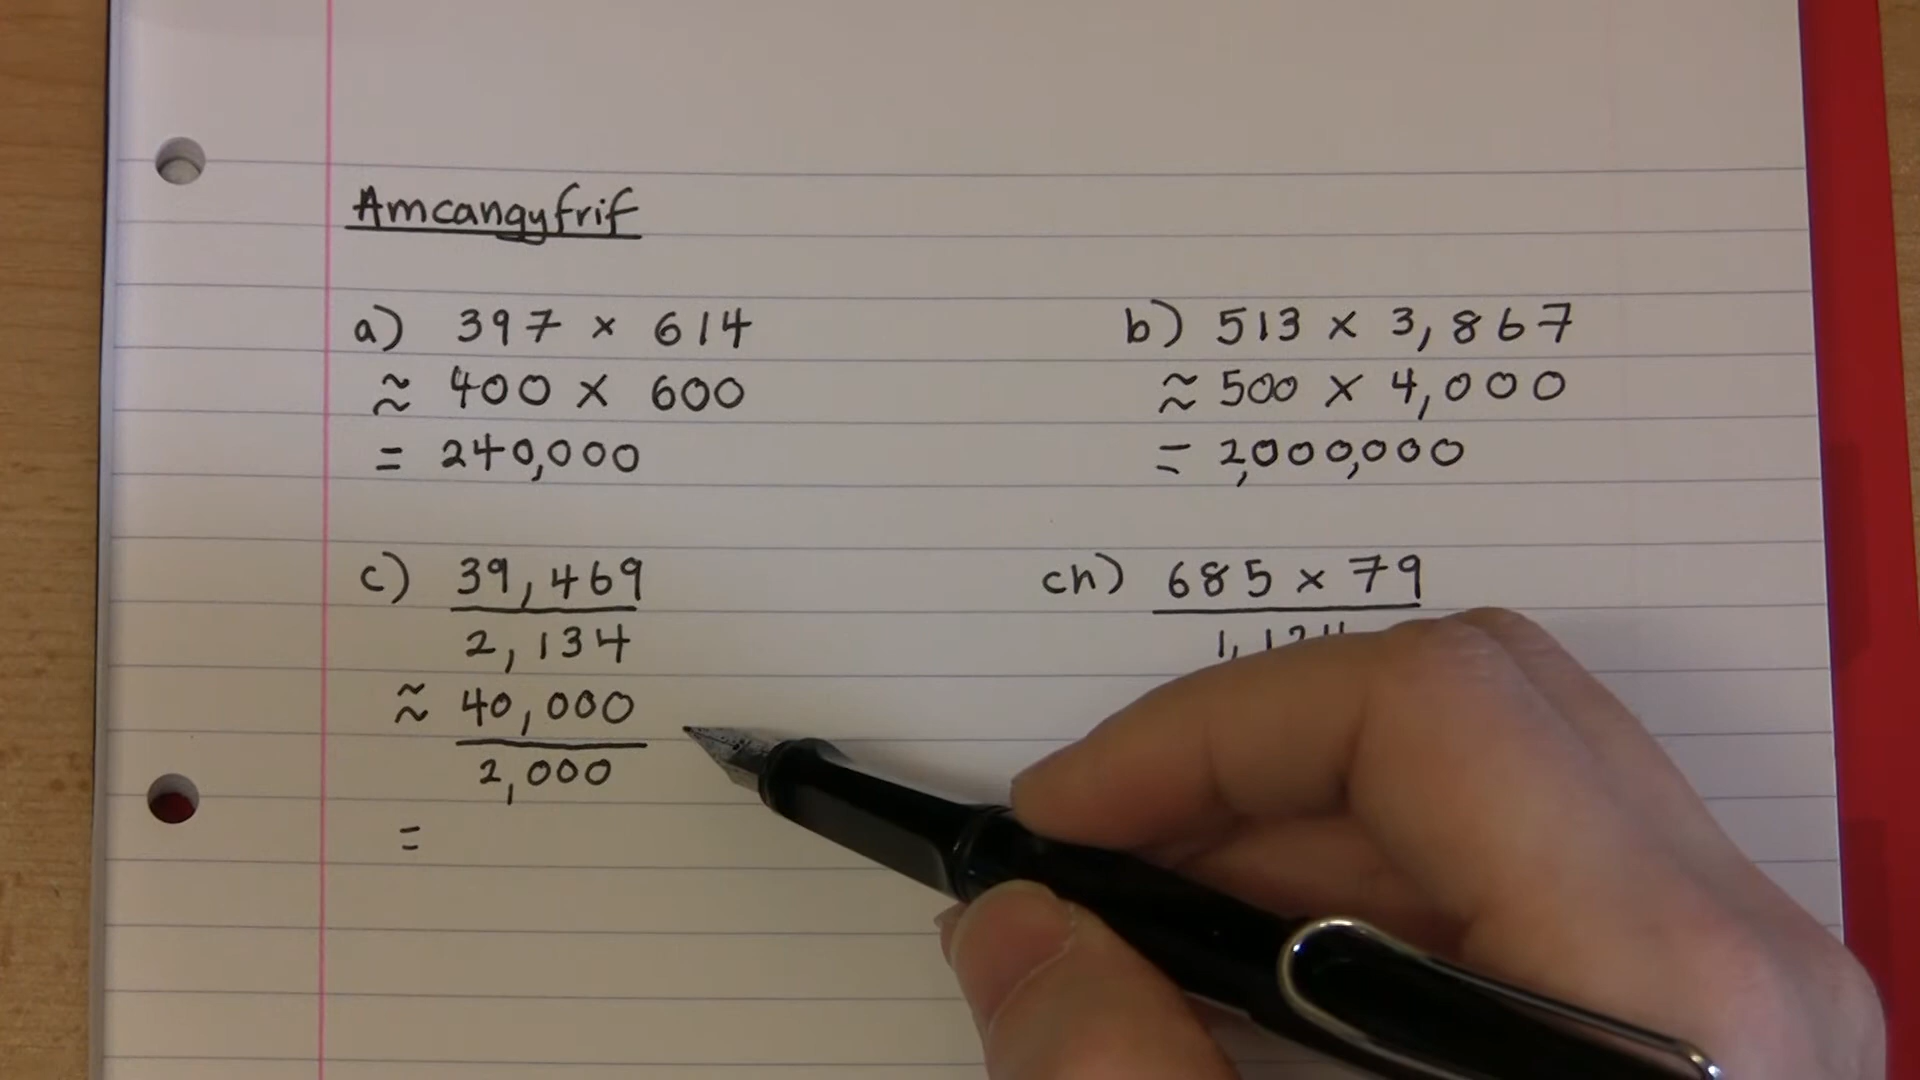 Amcangyfrif
a) 397 × 614
≈ 400 × 600
= 240,000
b) 513 × 3,867
≈ 500 × 4,000
= 2,000,000
c) 39,469
2,134
≈ 40,000
2,000
=
ch) 685 × 79